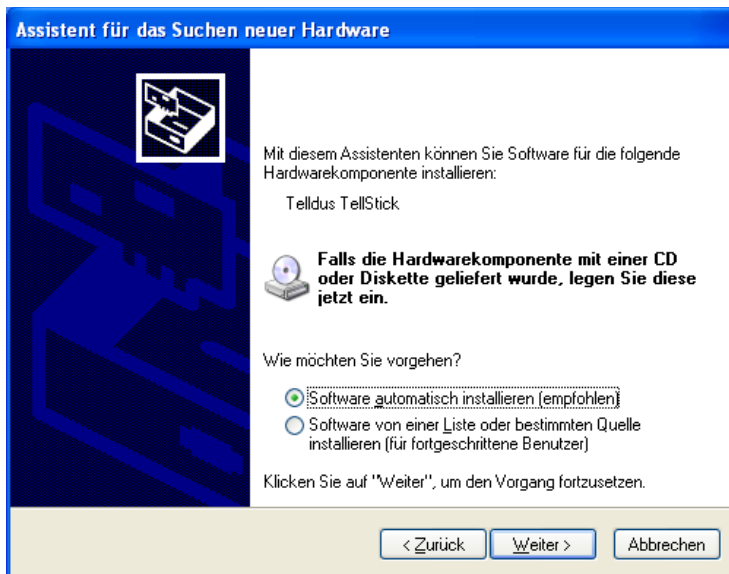 Assistent für das Suchen neuer Hardware
Mit diesem Assistenten können Sie Software für die folgende
Hardwarekomponente installieren:
Telldus TellStick
Falls die Hardwarekomponente mit einer CD
oder Diskette geliefert wurde, legen Sie diese
jetzt ein.
Wie möchten Sie vorgehen?
Software automatisch installieren (empfohlen)
Software von einer Liste oder bestimmten Quelle
installieren (für fortgeschrittene Benutzer)
Klicken Sie auf "Weiter", um den Vorgang fortzusetzen.
< Zurück Weiter > Abbrechen